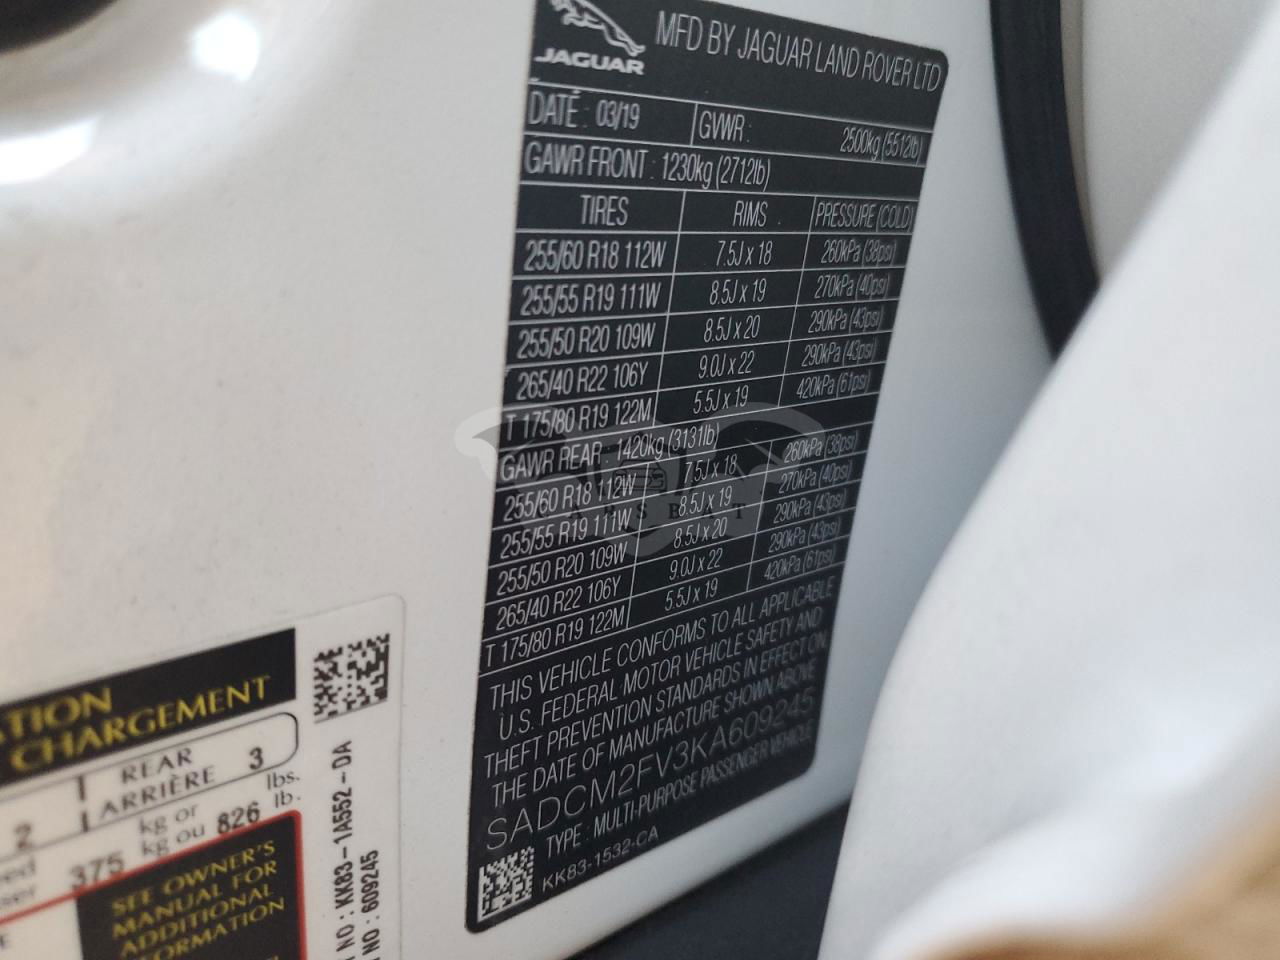 JAGUAR
MFD BY JAGUAR LAND ROVER LTD
DATE : 03/19
GVWR : 2500kg (5512lb)
GAWR FRONT : 1230kg (2712lb)
TIRES RIMS PRESSURE (COLD)
255/60 R18 112W 7.5J x 18 260kPa (38psi)
255/55 R19 111W 8.5J x 19 270kPa (40psi)
255/50 R20 109W 8.5J x 20 290kPa (43psi)
265/40 R22 106Y 9.0J x 22 290kPa (43psi)
T 175/80 R19 122M 5.5J x 19 420kPa (61psi)
GAWR REAR : 1420kg (3131lb)
255/60 R18 112W 7.5J x 18 260kPa (38psi)
255/55 R19 111W 8.5J x 19 270kPa (40psi)
255/50 R20 109W 8.5J x 20 290kPa (43psi)
265/40 R22 106Y 9.0J x 22 290kPa (43psi)
T 175/80 R19 122M 5.5J x 19 420kPa (61psi)
THIS VEHICLE CONFORMS TO ALL APPLICABLE
U.S. FEDERAL MOTOR VEHICLE SAFETY AND
THEFT PREVENTION STANDARDS IN EFFECT ON
THE DATE OF MANUFACTURE SHOWN ABOVE
SADCM2FV3KA609245
TYPE : MULTI-PURPOSE PASSENGER VEHICLE
KK83-1532-CA
CHARGEMENT
2 REAR
ARRIÈRE 3
375 kg or
kg ou 826 lbs.
lb.
SEE OWNER'S
MANUAL FOR
ADDITIONAL
NO : KK83-1A552-DA
NO : 609245